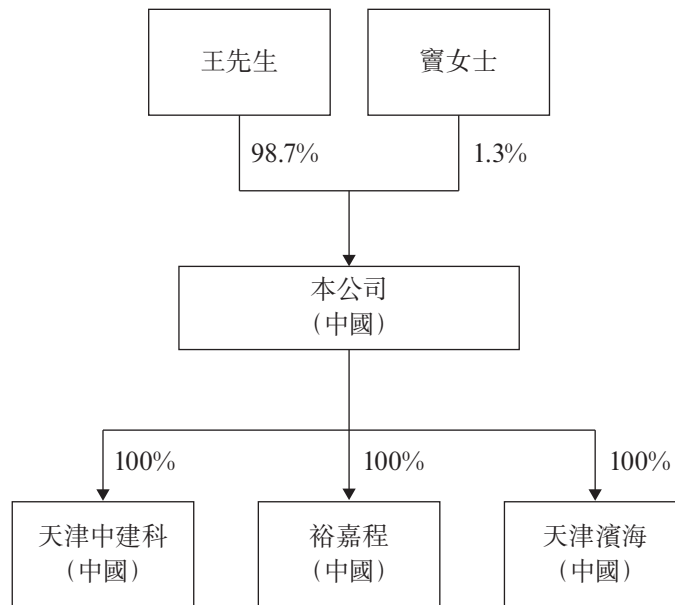 王先生
竇女士
98.7%
1.3%
本公司
（中國）
100%
100%
100%
天津中建科
（中國）
裕嘉程
（中國）
天津濱海
（中國）